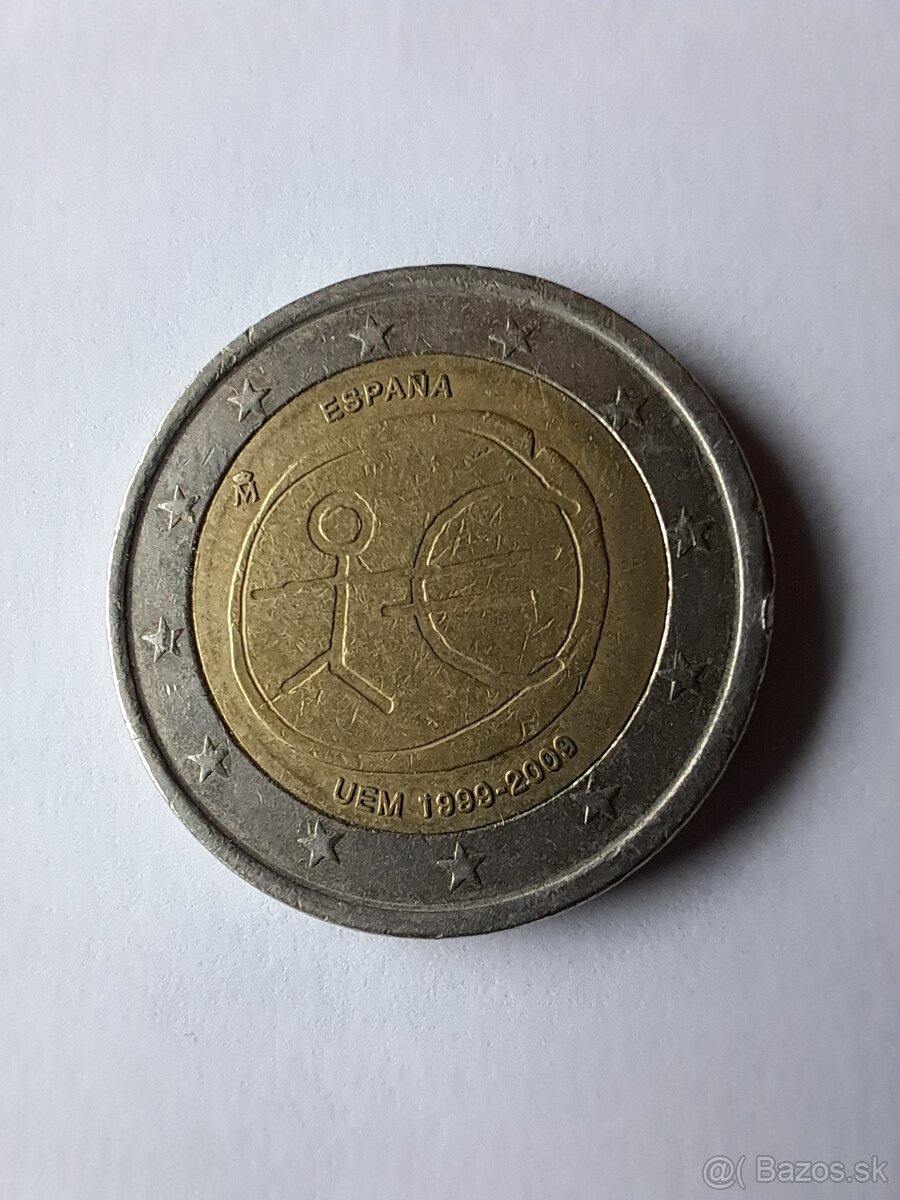 ESPAÑA
M
UEM 1999-2009
@( Bazos.sk